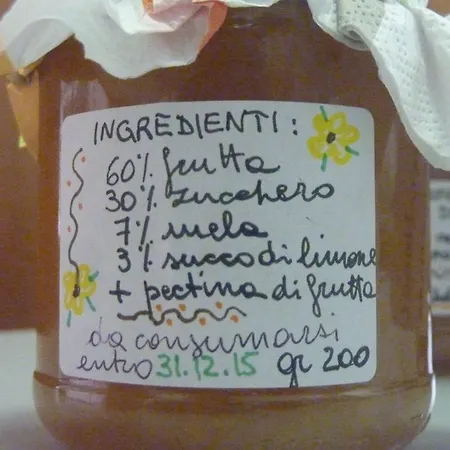 INGREDIENTI:
60% frutta
30% zucchero
7% mela
3% succo di limone
+ pectina di frutta
da consumarsi
entro 31.12.15 gr 200